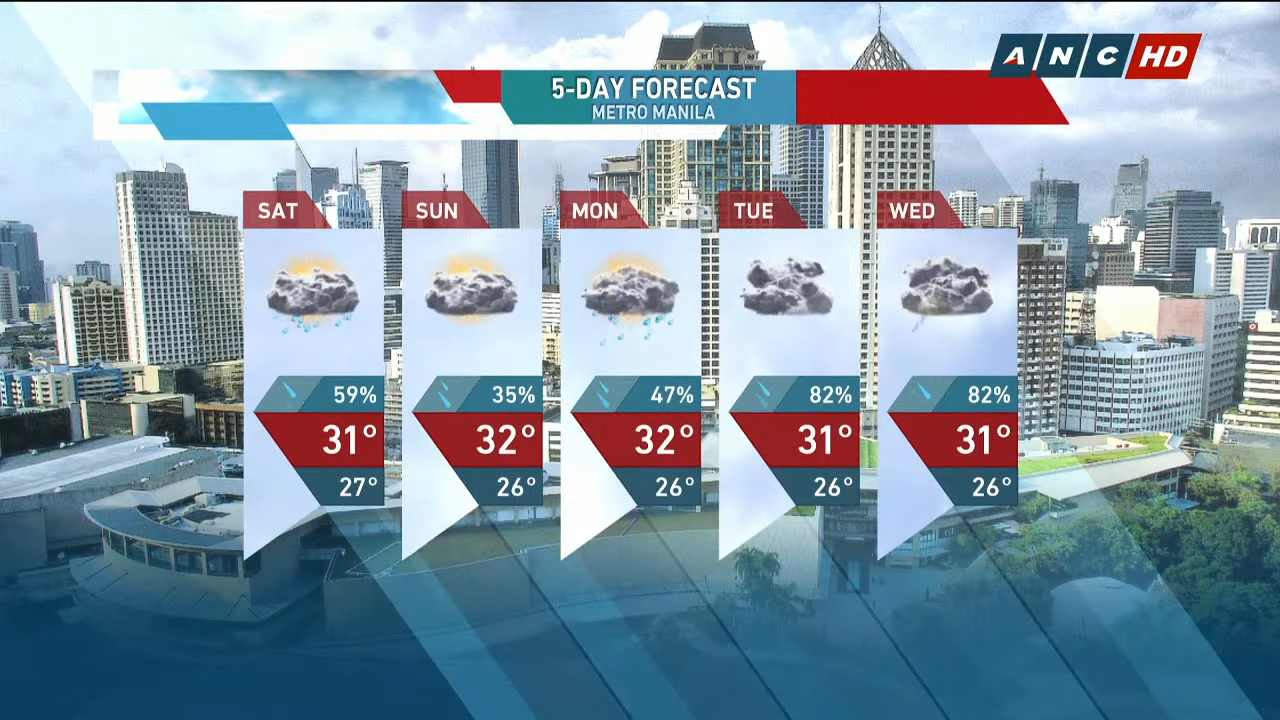 ANC HD
5-DAY FORECAST
METRO MANILA
SAT
SUN
MON
TUE
WED
59%
35%
47%
82%
82%
31°
32°
32°
31°
31°
27°
26°
26°
26°
26°